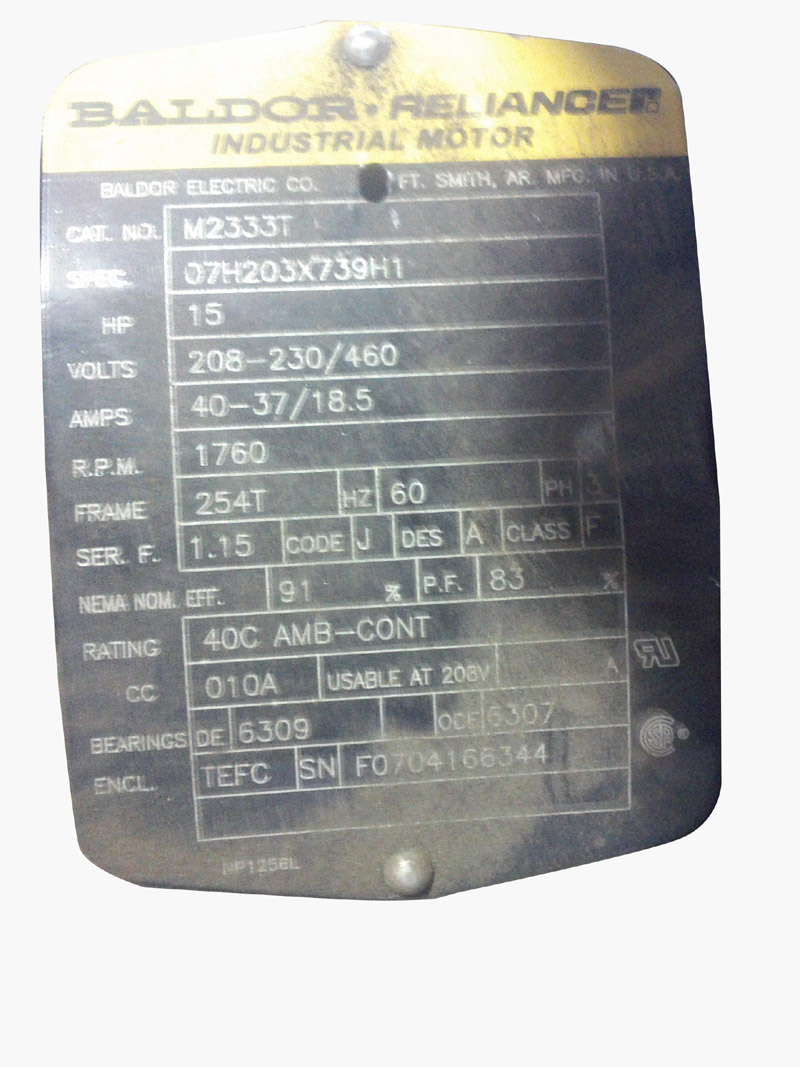 BALDOR • RELIANCER
INDUSTRIAL MOTOR
BALDOR ELECTRIC CO. FT. SMITH, AR. MFG. IN U.S.A.
CAT. NO. M2333T
SPEC. 07H203X739H1
HP 15
VOLTS 208-230/460
AMPS 40-37/18.5
R.P.M. 1760
FRAME 254T HZ 60 PH 3
SER. F. 1.15 CODE J DES A CLASS F
NEMA NOM. EFF. 91 % P.F. 83 %
RATING 40C AMB-CONT
CC 010A USABLE AT 208V A
BEARINGS DE 6309 ODE 6307
ENCL. TEFC SN F0704166344
NP1256L